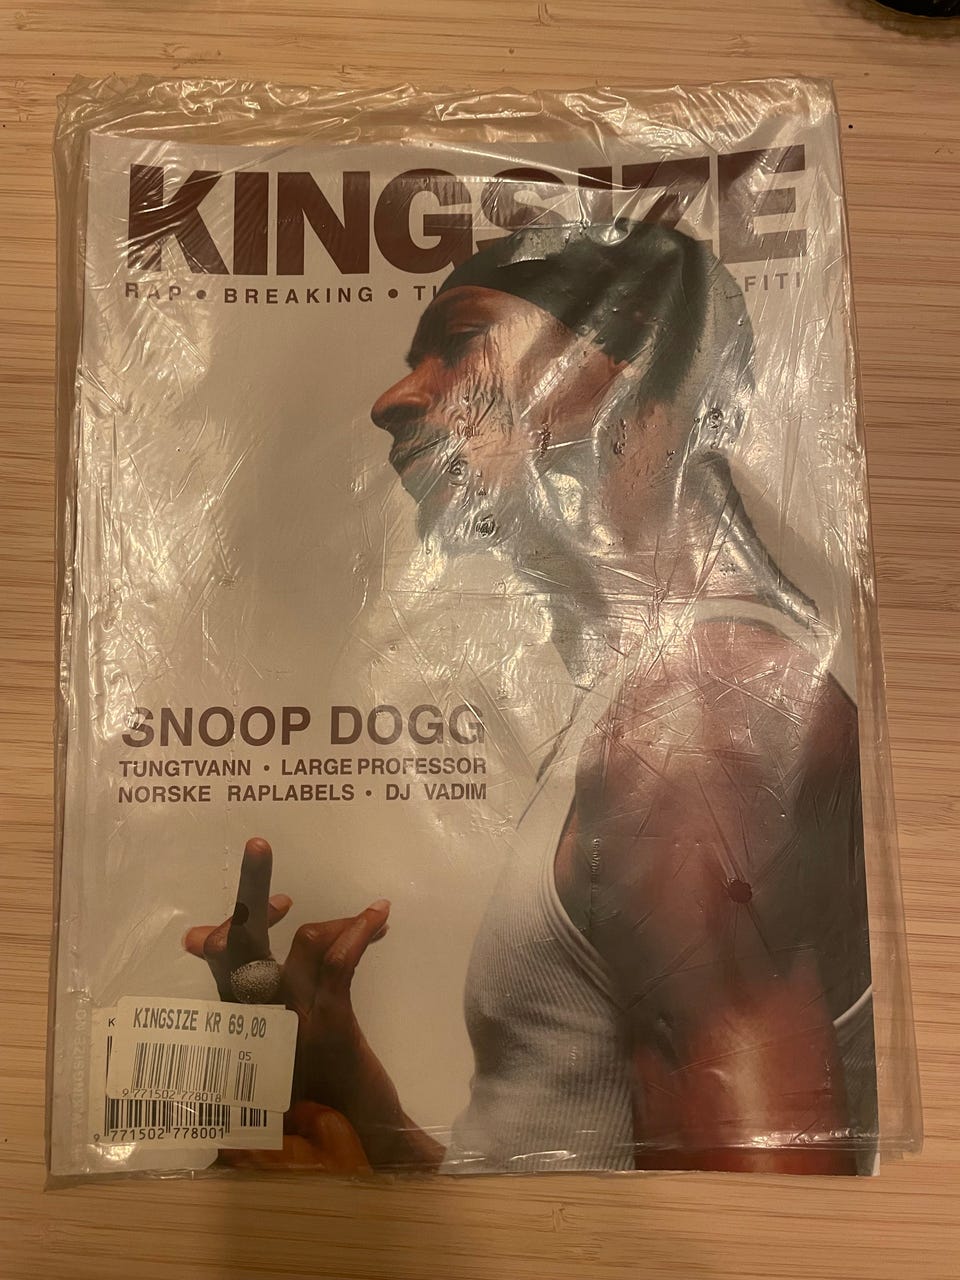 KINGSIZE
RAP • BREAKING •
SNOOP DOGG
TUNGTVANN • LARGE PROFESSOR
NORSKE RAPLABELS • DJ VADIM
KINGSIZE KR 69,00
05
9 771502 778018
9 771502 778001